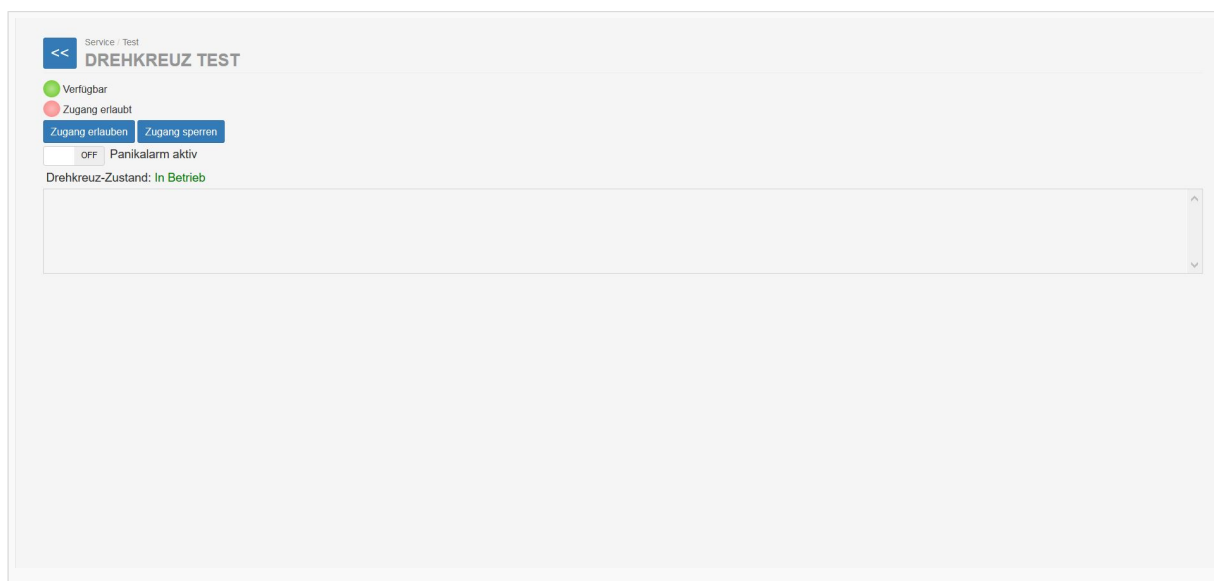 <<
Service / Test
DREHKREUZ TEST
Verfügbar
Zugang erlaubt
Zugang erlauben Zugang sperren
OFF Panikalarm aktiv
Drehkreuz-Zustand: In Betrieb